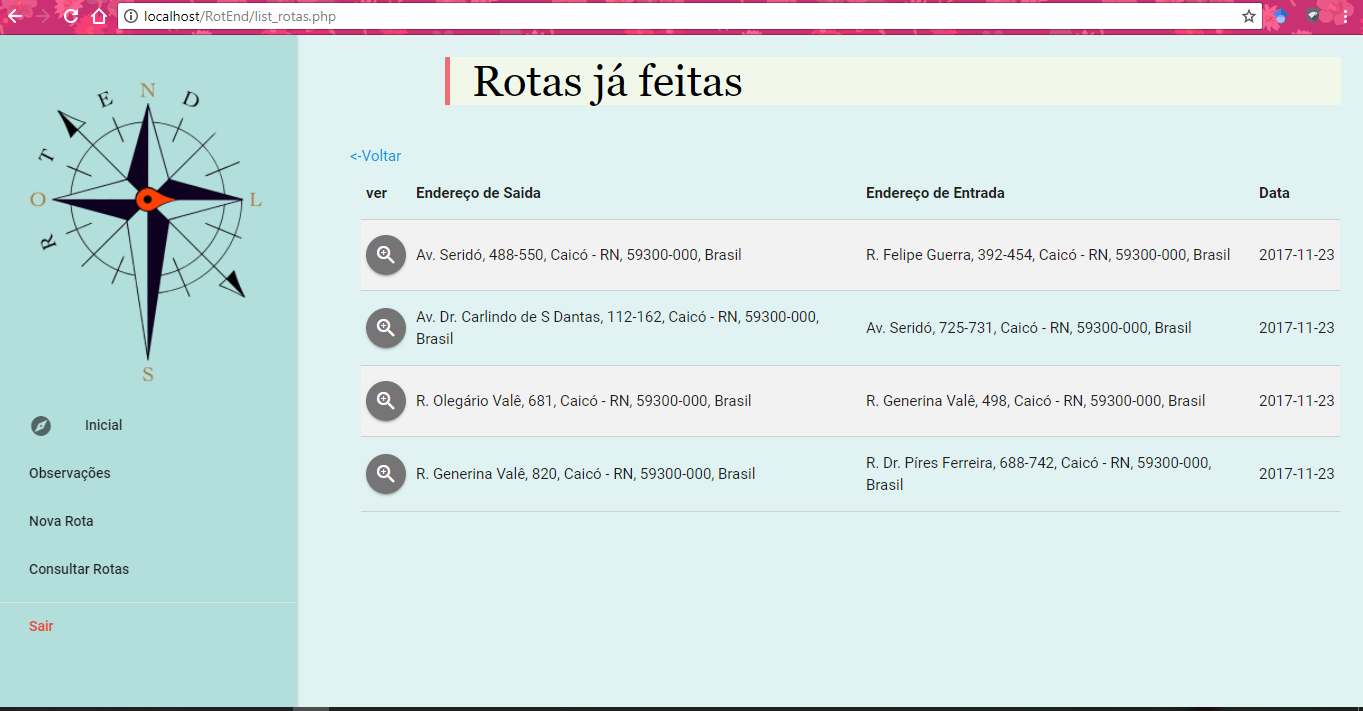 localhost/RotEnd/list_rotas.php
R O T E N D
N
O
L
S
Inicial
Observações
Nova Rota
Consultar Rotas
Sair
Rotas já feitas
<-Voltar
ver Endereço de Saida Endereço de Entrada Data
Av. Seridó, 488-550, Caicó - RN, 59300-000, Brasil R. Felipe Guerra, 392-454, Caicó - RN, 59300-000, Brasil 2017-11-23
Av. Dr. Carlindo de S Dantas, 112-162, Caicó - RN, 59300-000,
Brasil
Av. Seridó, 725-731, Caicó - RN, 59300-000, Brasil 2017-11-23
R. Olegário Valê, 681, Caicó - RN, 59300-000, Brasil R. Generina Valê, 498, Caicó - RN, 59300-000, Brasil 2017-11-23
R. Generina Valê, 820, Caicó - RN, 59300-000, Brasil
R. Dr. Píres Ferreira, 688-742, Caicó - RN, 59300-000,
Brasil
2017-11-23